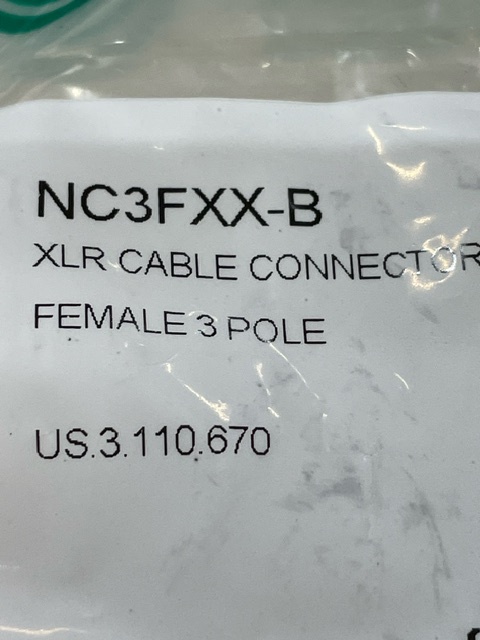 NC3FXX-B
XLR CABLE CONNECTOR
FEMALE 3 POLE
US.3.110.670